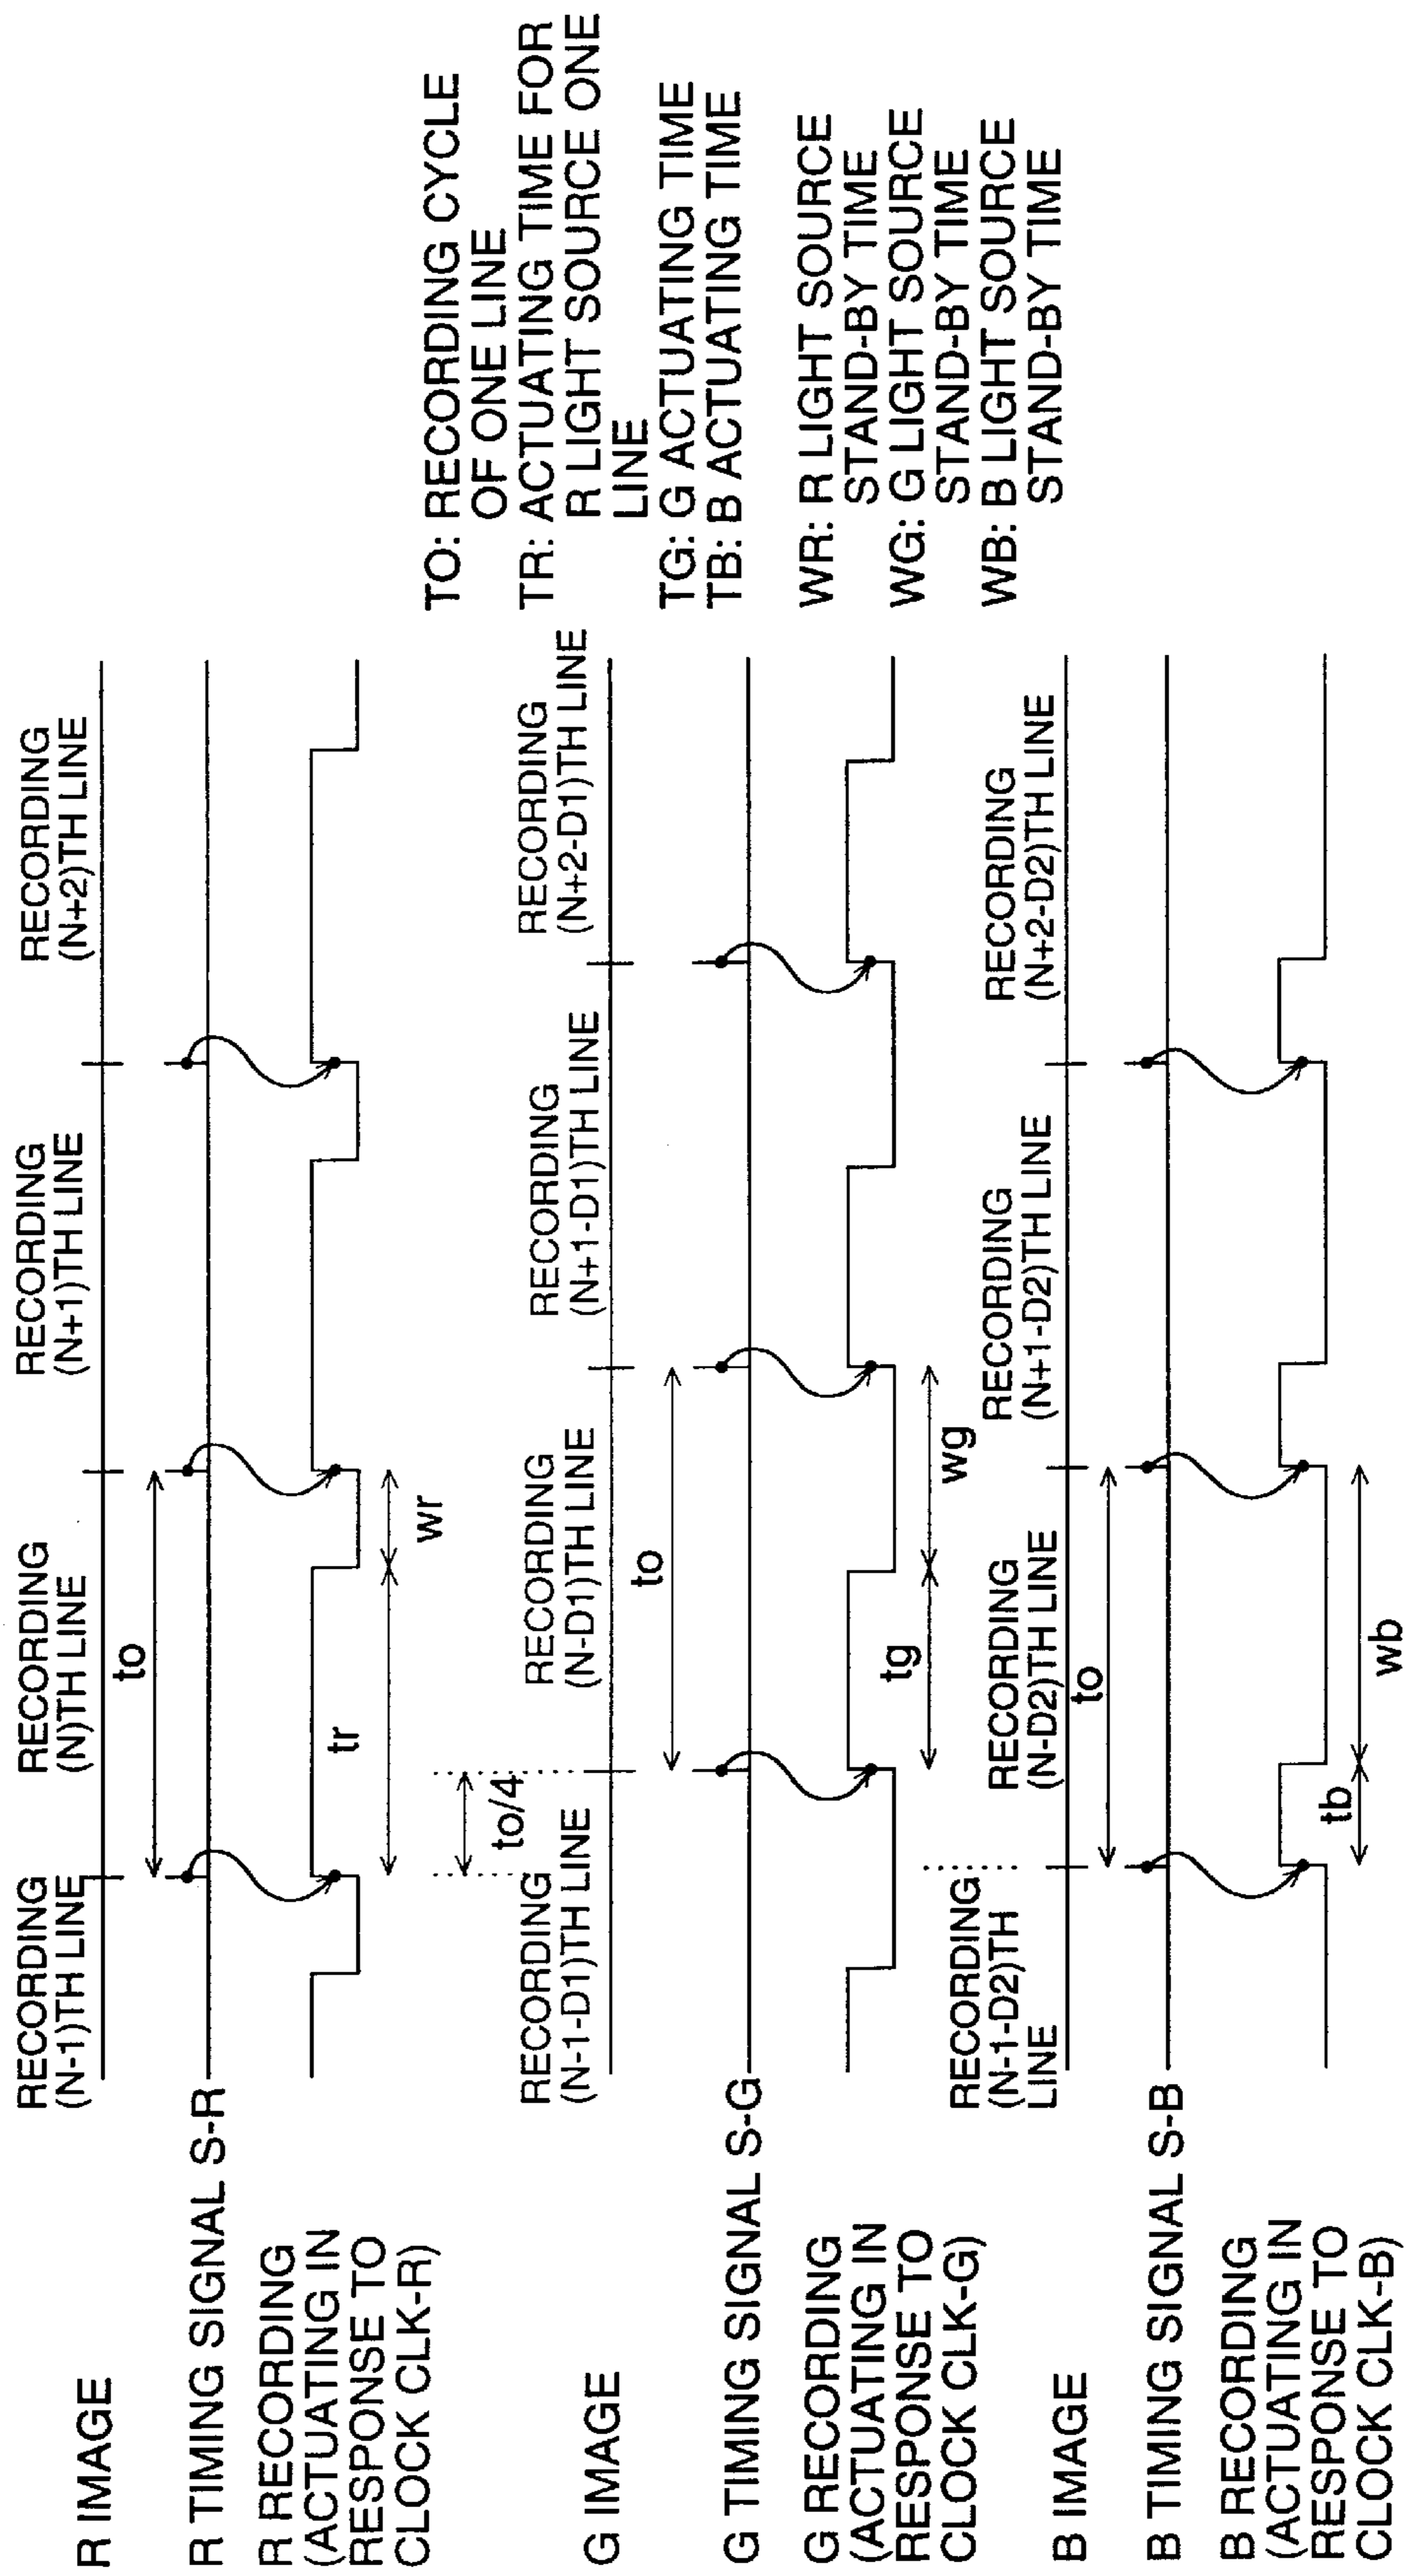 R IMAGE
RECORDING
(N-1)TH LINE
RECORDING
(N)TH LINE
RECORDING
(N+1)TH LINE
RECORDING
(N+2)TH LINE
to
R TIMING SIGNAL S-R
R RECORDING
(ACTUATING IN
RESPONSE TO
CLOCK CLK-R)
tr
wr
to/4
G IMAGE
RECORDING
(N-1-D1)TH LINE
RECORDING
(N-D1)TH LINE
RECORDING
(N+1-D1)TH LINE
RECORDING
(N+2-D1)TH LINE
to
G TIMING SIGNAL S-G
G RECORDING
(ACTUATING IN
RESPONSE TO
CLOCK CLK-G)
tg
wg
B IMAGE
RECORDING
(N-1-D2)TH
LINE
RECORDING
(N-D2)TH LINE
RECORDING
(N+1-D2)TH LINE
RECORDING
(N+2-D2)TH LINE
to
B TIMING SIGNAL S-B
B RECORDING
(ACTUATING IN
RESPONSE TO
CLOCK CLK-B)
tb
wb
TO: RECORDING CYCLE
OF ONE LINE
TR: ACTUATING TIME FOR
R LIGHT SOURCE ONE
LINE
TG: G ACTUATING TIME
TB: B ACTUATING TIME
WR: R LIGHT SOURCE
STAND-BY TIME
WG: G LIGHT SOURCE
STAND-BY TIME
WB: B LIGHT SOURCE
STAND-BY TIME